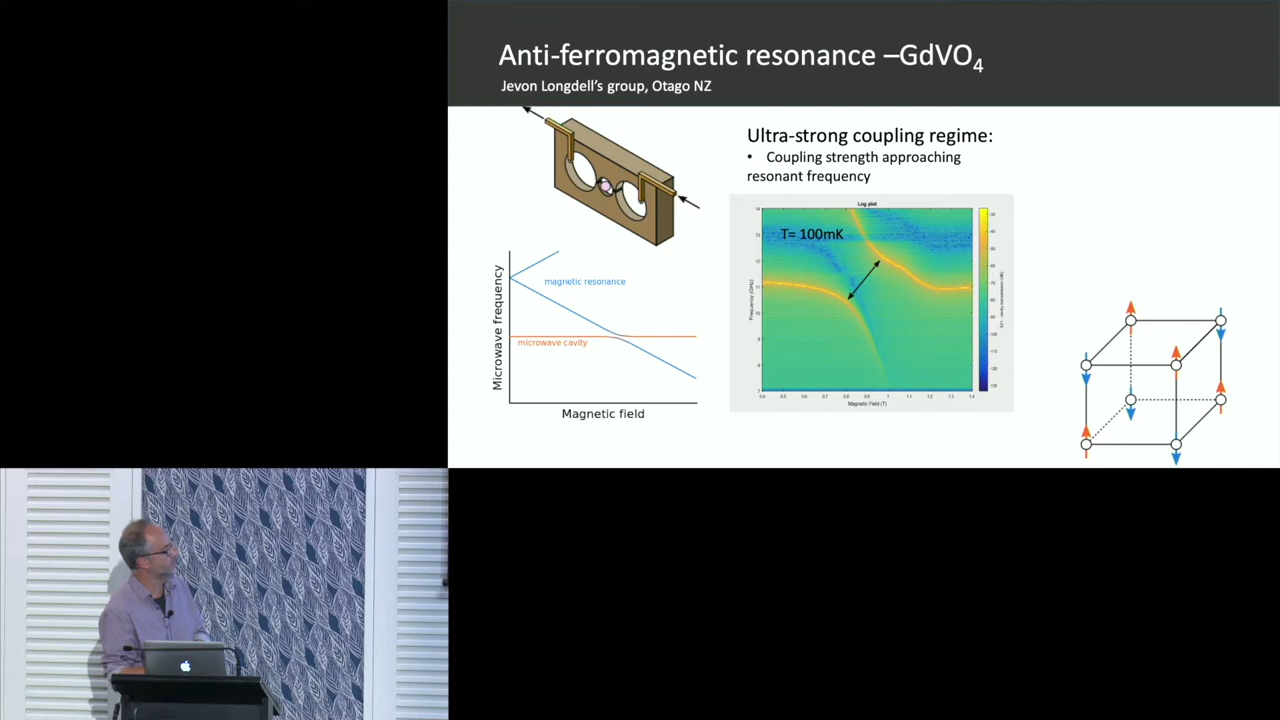 Anti-ferromagnetic resonance –GdVO4
Jevon Longdell's group, Otago NZ
Ultra-strong coupling regime:
• Coupling strength approaching
resonant frequency
Log plot
T= 100mK
Frequency (GHz)
Magnetic Field (T)
magnetic resonance
microwave cavity
Microwave frequency
Magnetic field